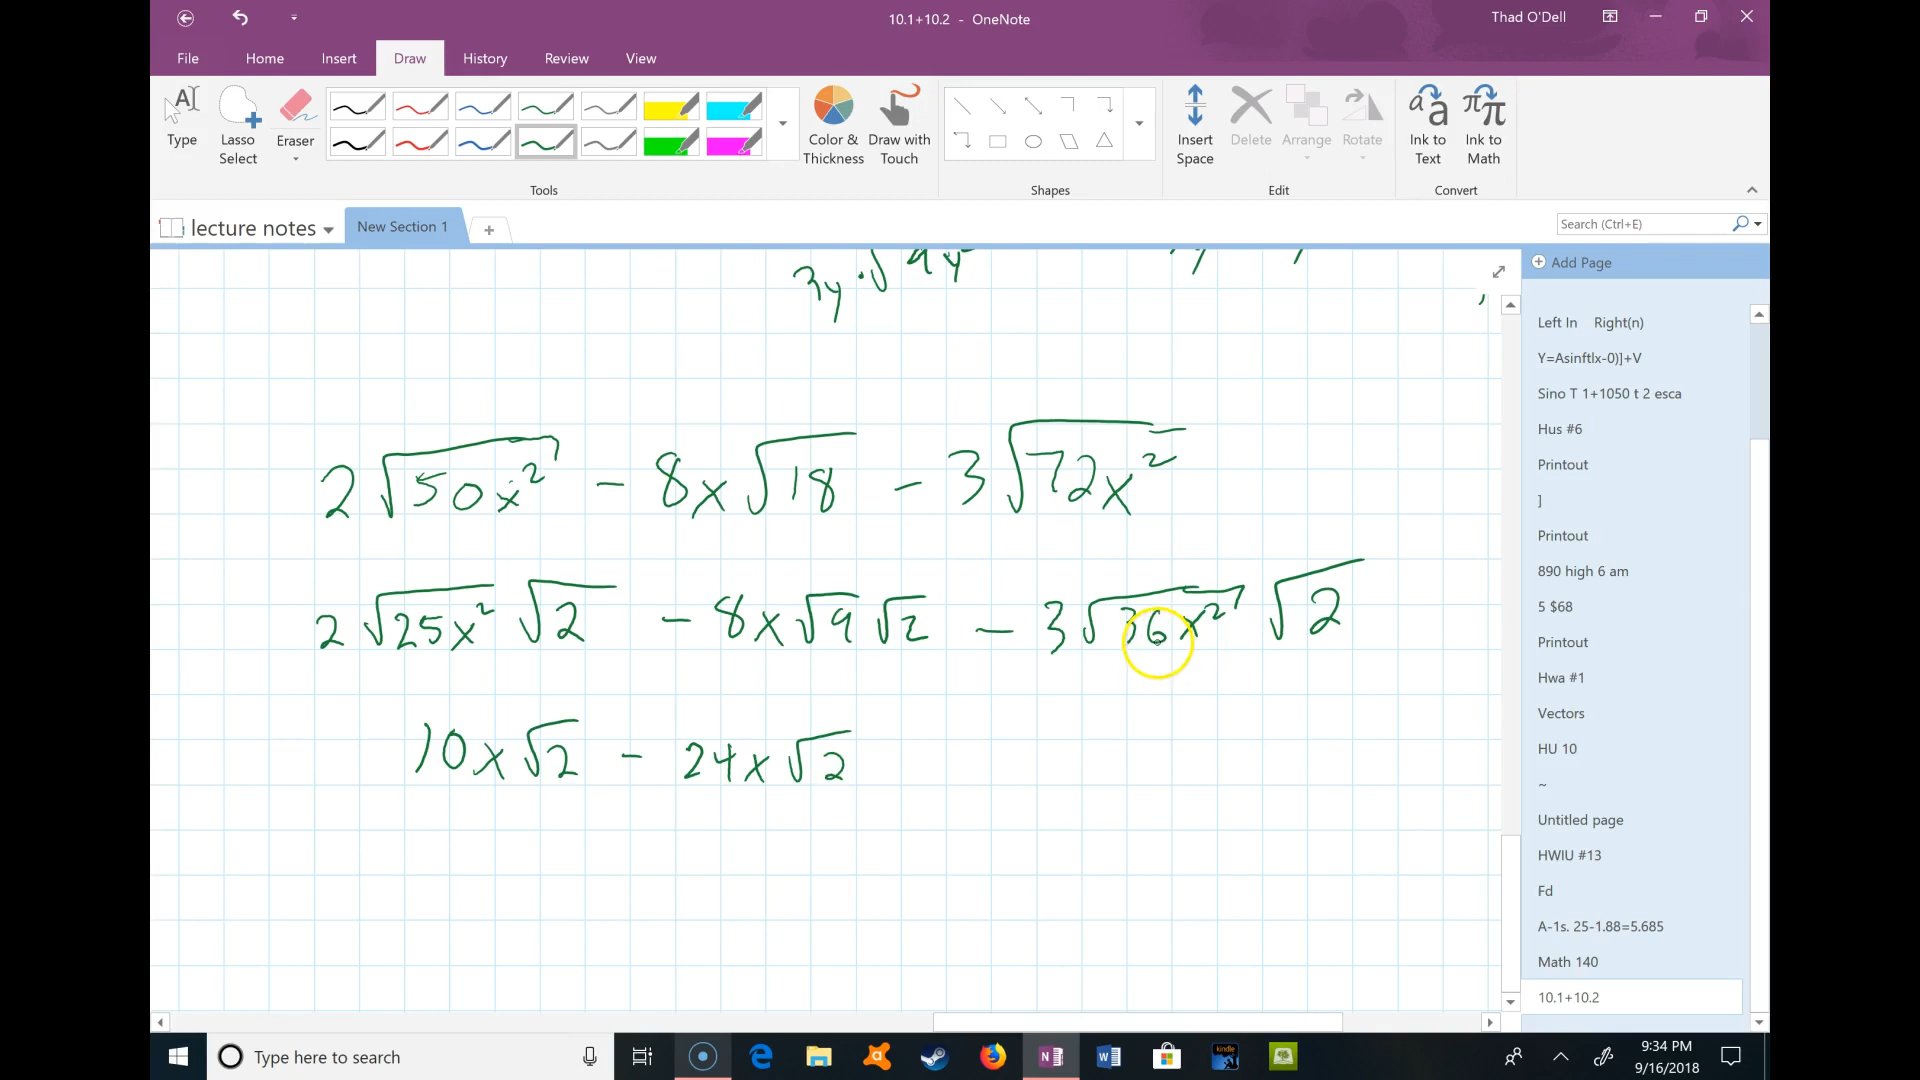 10.1+10.2 - OneNote
Thad O'Dell
File Home Insert Draw History Review View
Type
Lasso Select
Eraser
Color & Thickness
Draw with Touch
Insert Space
Delete
Arrange
Rotate
Ink to Text
Ink to Math
Tools Shapes Edit Convert
lecture notes
New Section 1
Search (Ctrl+E)
3y·√4y
2√50x² − 8x√18 − 3√72x²
2√25x² √2 − 8x√9 √2 − 3√36x² √2
10x√2 − 24x√2
Add Page
Left In Right(n)
Y=Asinft|x-0)]+V
Sino T 1+1050 t 2 esca
Hus #6
Printout
]
Printout
890 high 6 am
5 $68
Printout
Hwa #1
Vectors
HU 10
~
Untitled page
HWIU #13
Fd
A-1s. 25-1.88=5.685
Math 140
10.1+10.2
Type here to search
kindle
9:34 PM
9/16/2018